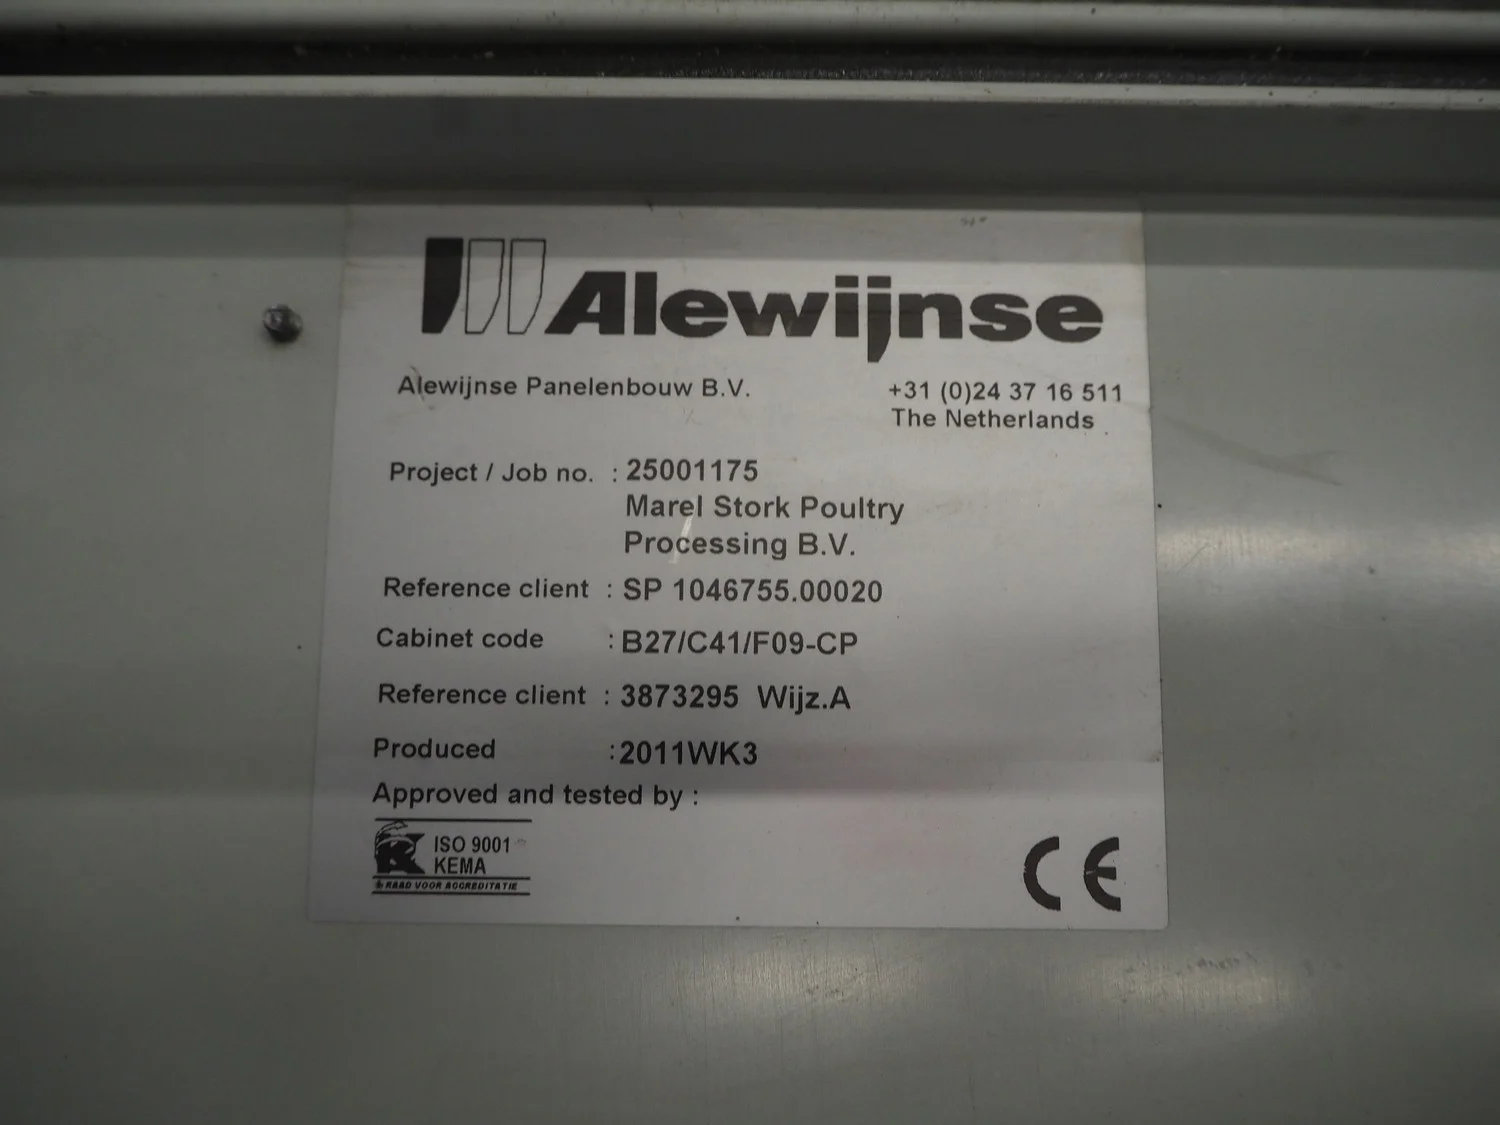 Alewijnse
Alewijnse Panelenbouw B.V.
+31 (0)24 37 16 511
The Netherlands
Project / Job no. : 25001175
Marel Stork Poultry
Processing B.V.
Reference client : SP 1046755.00020
Cabinet code : B27/C41/F09-CP
Reference client : 3873295 Wijz.A
Produced : 2011WK3
Approved and tested by :
ISO 9001
KEMA
RAAD VOOR ACCREDITATIE
CE